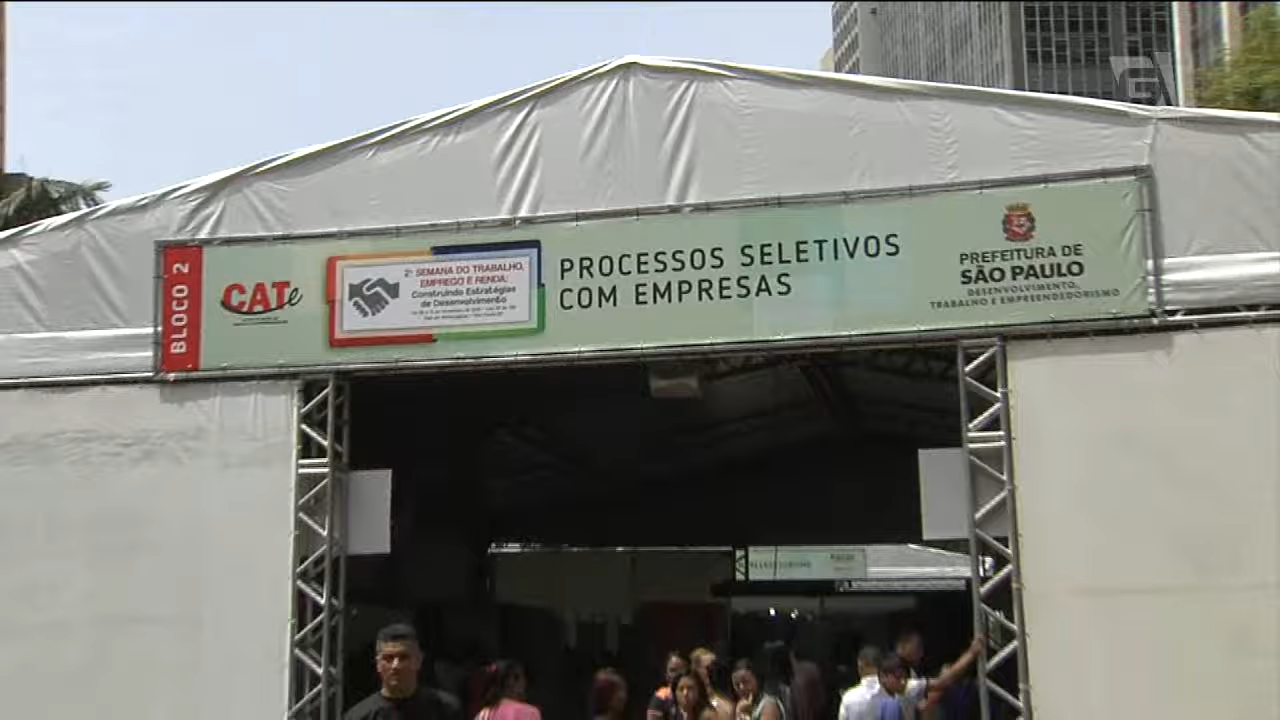 BLOCO 2
CATe
2ª SEMANA DO TRABALHO,
EMPREGO E RENDA:
Construindo Estratégias
de Desenvolvimento
PROCESSOS SELETIVOS
COM EMPRESAS
PREFEITURA DE
SÃO PAULO
DESENVOLVIMENTO,
TRABALHO E EMPREENDEDORISMO